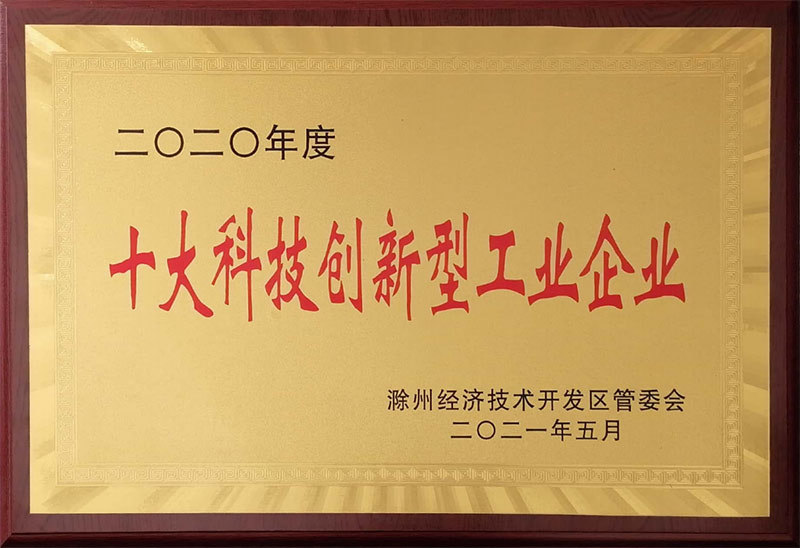 二〇二〇年度
十大科技创新型工业企业
滁州经济技术开发区管委会
二〇二一年五月